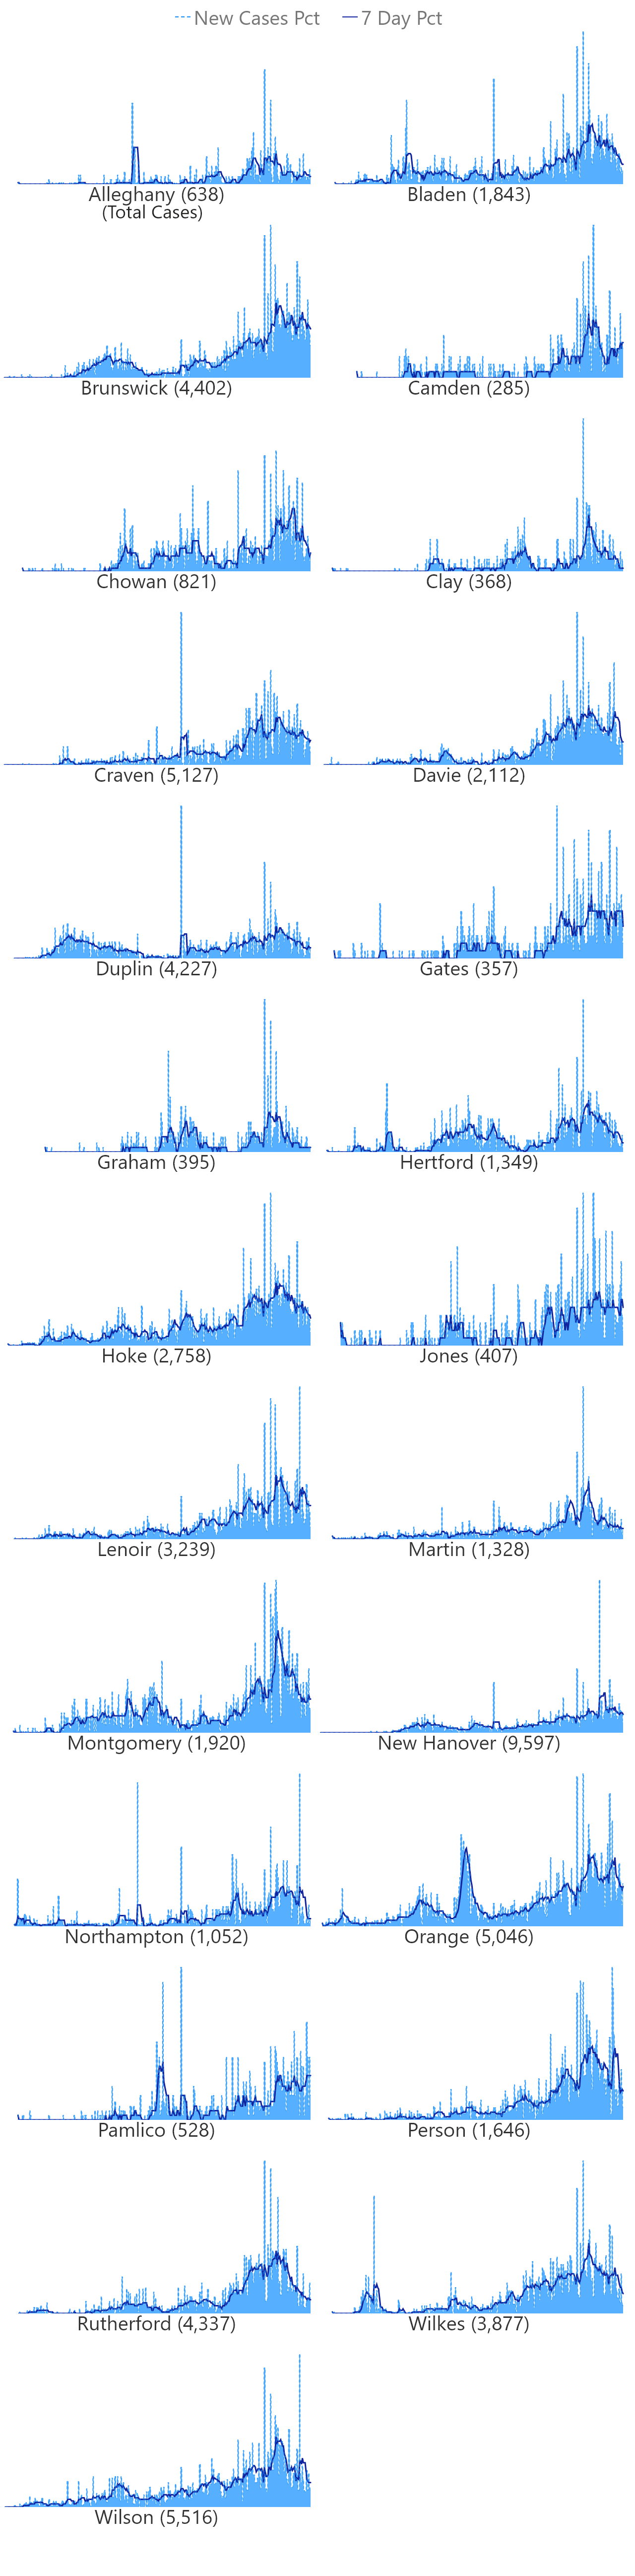 New Cases Pct 7 Day Pct
Alleghany (638) Bladen (1,843)
(Total Cases)
Brunswick (4,402) Camden (285)
Chowan (821) Clay (368)
Craven (5,127) Davie (2,112)
Duplin (4,227) Gates (357)
Graham (395) Hertford (1,349)
Hoke (2,758) Jones (407)
Lenoir (3,239) Martin (1,328)
Montgomery (1,920) New Hanover (9,597)
Northampton (1,052) Orange (5,046)
Pamlico (528) Person (1,646)
Rutherford (4,337) Wilkes (3,877)
Wilson (5,516)